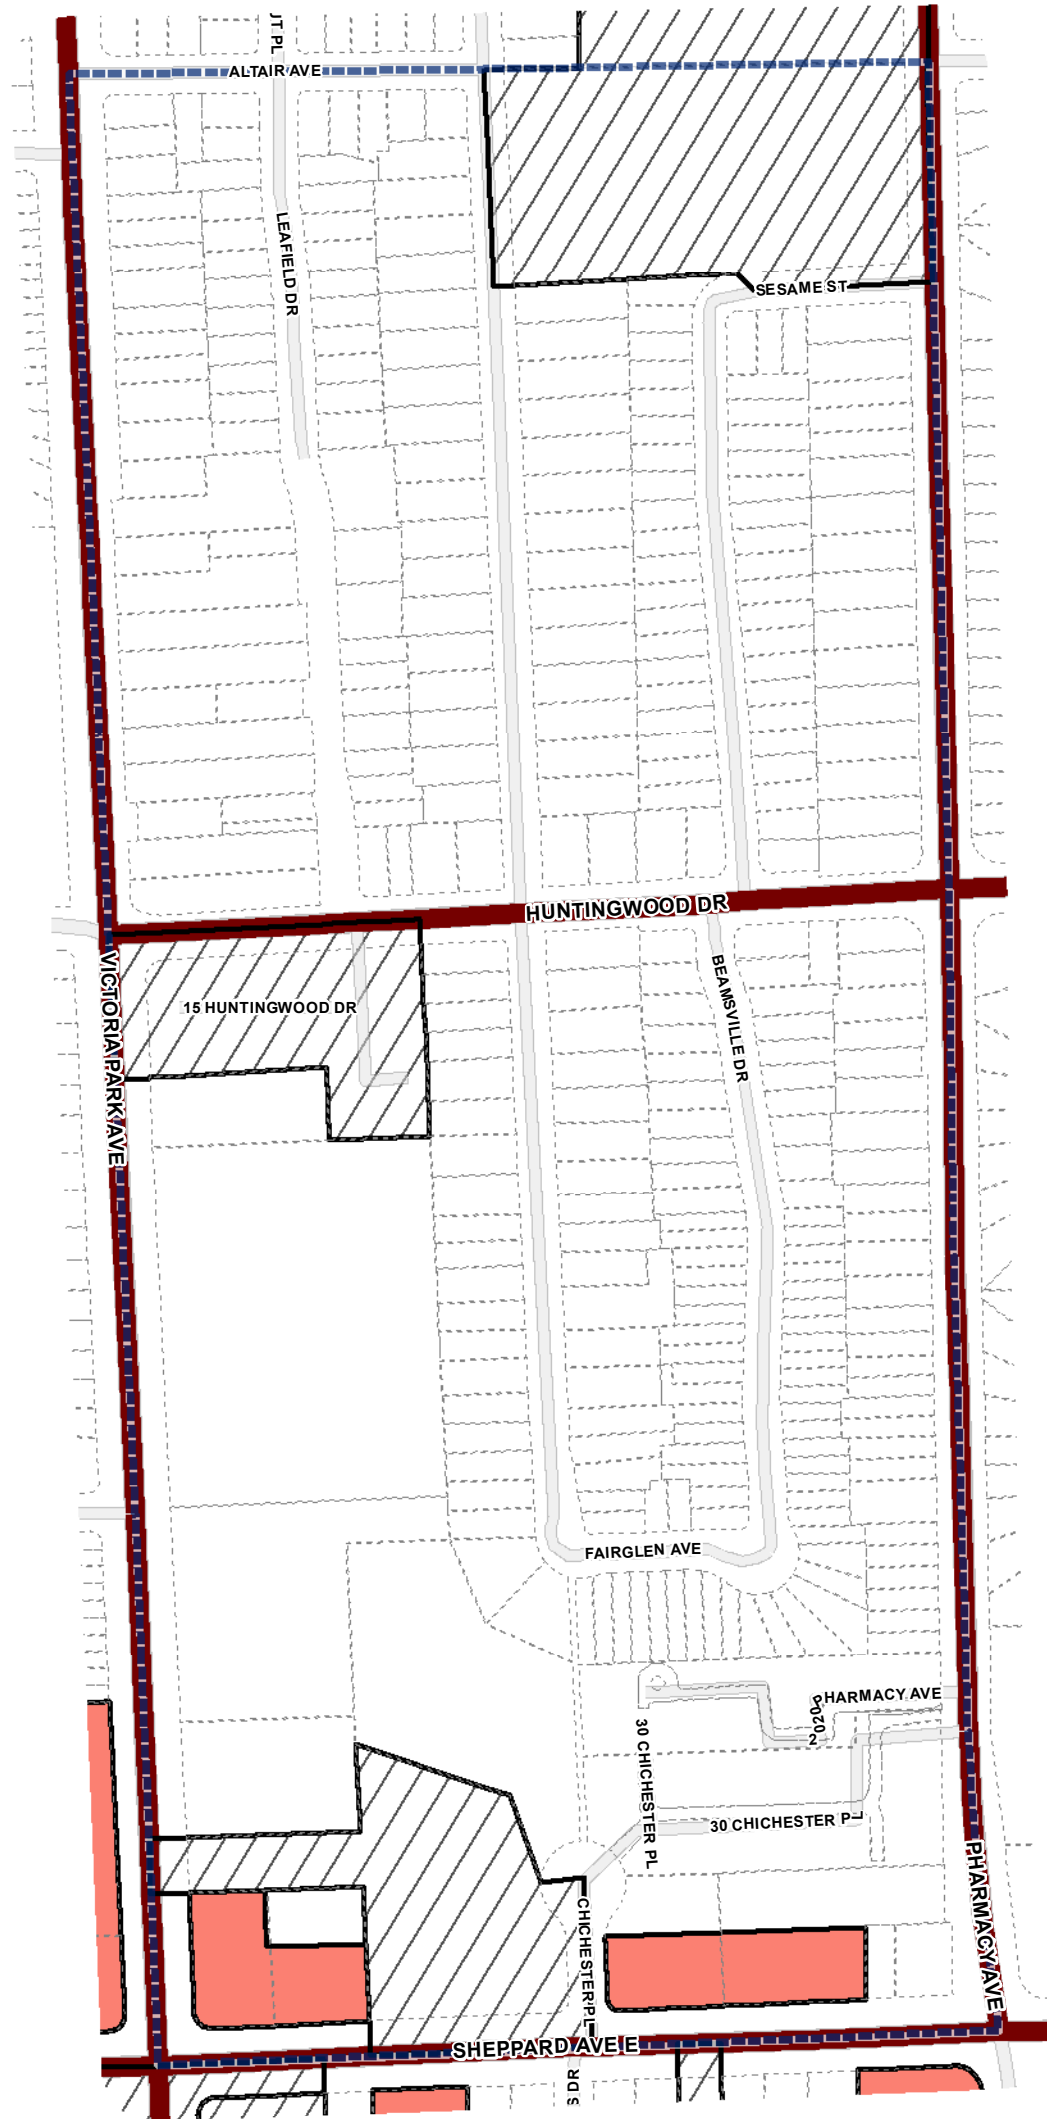 UT PL
ALTAIR AVE
LEAFIELD DR
SESAME ST
HUNTINGWOOD DR
VICTORIA PARK AVE
15 HUNTINGWOOD DR
BEAMSVILLE DR
FAIRGLEN AVE
2020 PHARMACY AVE
30 CHICHESTER PL
30 CHICHESTER PL
PHARMACY AVE
CHICHESTER PL
SHEPPARD AVE E
S DR